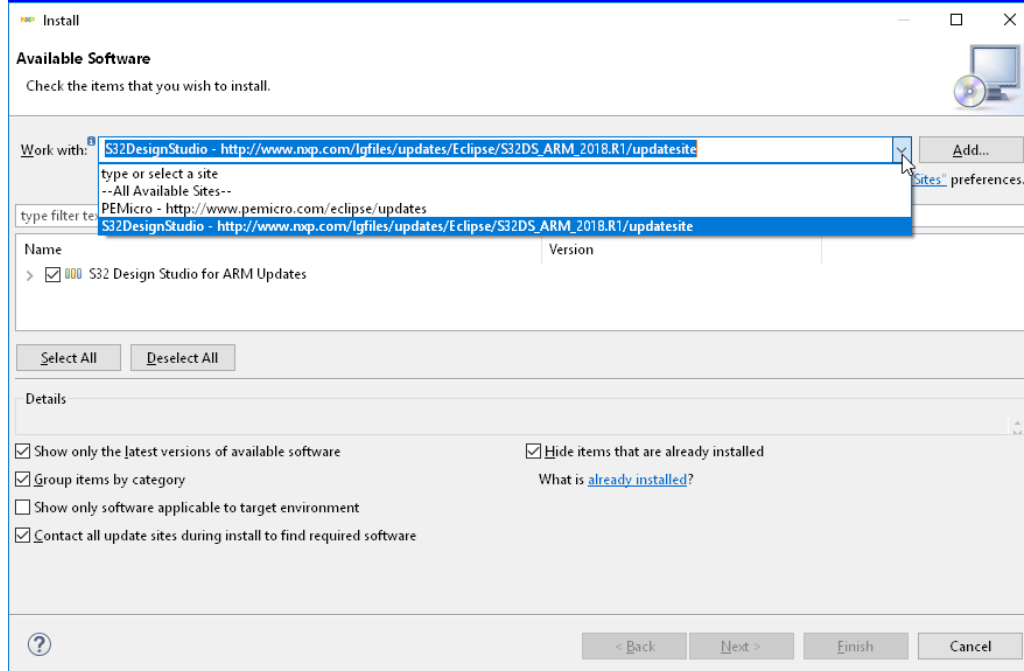 NXP Install
Available Software
Check the items that you wish to install.
Work with: S32DesignStudio - http://www.nxp.com/lgfiles/updates/Eclipse/S32DS_ARM_2018.R1/updatesite Add...
type or select a site
--All Available Sites--
Sites" preferences.
PEMicro - http://www.pemicro.com/eclipse/updates
type filter tex
S32DesignStudio - http://www.nxp.com/lgfiles/updates/Eclipse/S32DS_ARM_2018.R1/updatesite
Name Version
S32 Design Studio for ARM Updates
Select All Deselect All
Details
Show only the latest versions of available software Hide items that are already installed
Group items by category What is already installed?
Show only software applicable to target environment
Contact all update sites during install to find required software
? < Back Next > Finish Cancel